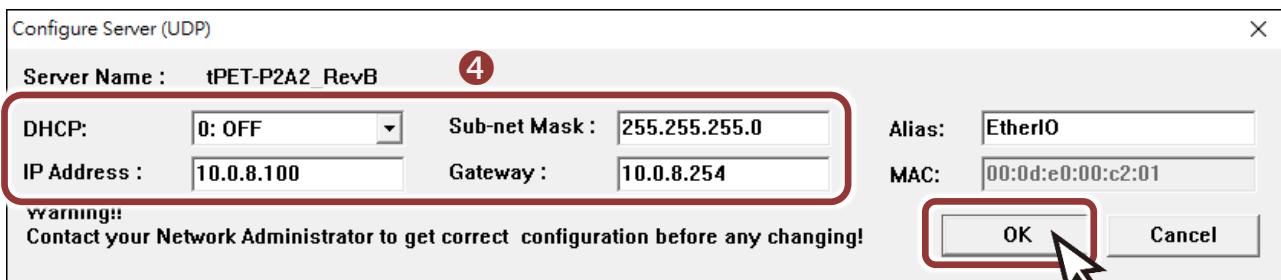 Configure Server (UDP)
Server Name : tPET-P2A2_RevB
4
DHCP: 0: OFF Sub-net Mask : 255.255.255.0 Alias: EtherIO
IP Address : 10.0.8.100 Gateway : 10.0.8.254 MAC: 00:0d:e0:00:c2:01
Warning!!
Contact your Network Administrator to get correct configuration before any changing!
OK Cancel